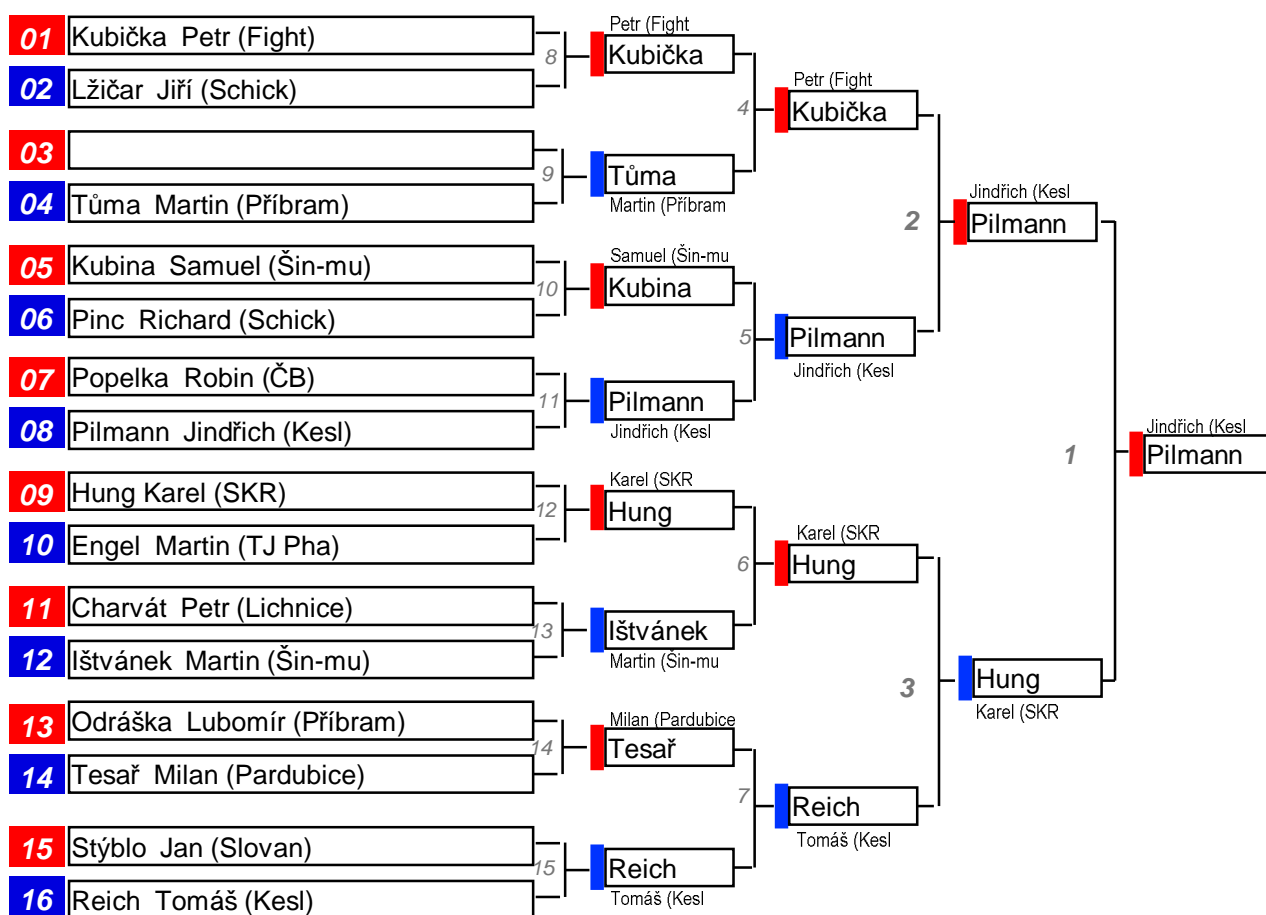 01 Kubička Petr (Fight)
02 Lžičar Jiří (Schick)
03
04 Tůma Martin (Příbram)
05 Kubina Samuel (Šin-mu)
06 Pinc Richard (Schick)
07 Popelka Robin (ČB)
08 Pilmann Jindřich (Kesl)
09 Hung Karel (SKR)
10 Engel Martin (TJ Pha)
11 Charvát Petr (Lichnice)
12 Ištvánek Martin (Šin-mu)
13 Odráška Lubomír (Příbram)
14 Tesař Milan (Pardubice)
15 Stýblo Jan (Slovan)
16 Reich Tomáš (Kesl)
8
9
10
11
12
13
14
15
Petr (Fight
Kubička
Tůma
Martin (Příbram
Samuel (Šin-mu
Kubina
Pilmann
Jindřich (Kesl
Karel (SKR
Hung
Ištvánek
Martin (Šin-mu
Milan (Pardubice
Tesař
Reich
Tomáš (Kesl
4
5
6
7
Petr (Fight
Kubička
Pilmann
Jindřich (Kesl
Karel (SKR
Hung
Reich
Tomáš (Kesl
2
3
Jindřich (Kesl
Pilmann
Hung
Karel (SKR
1
Jindřich (Kesl
Pilmann